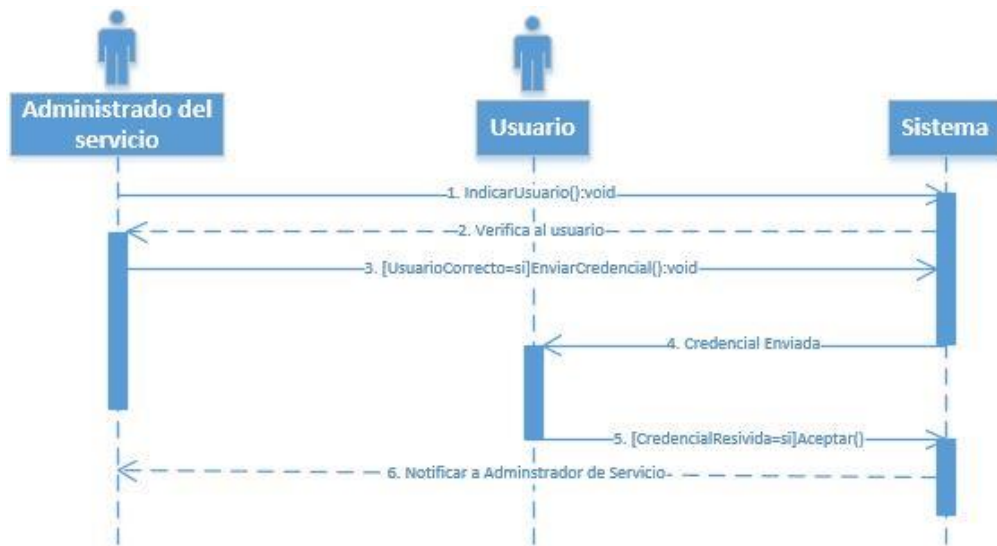 Administrado del
servicio
Usuario
Sistema
1. IndicarUsuario():void
2. Verifica al usuario
3. [UsuarioCorrecto=si]EnviarCredencial():void
4. Credencial Enviada
5. [CredencialResivida=si]Aceptar()
6. Notificar a Adminstrador de Servicio